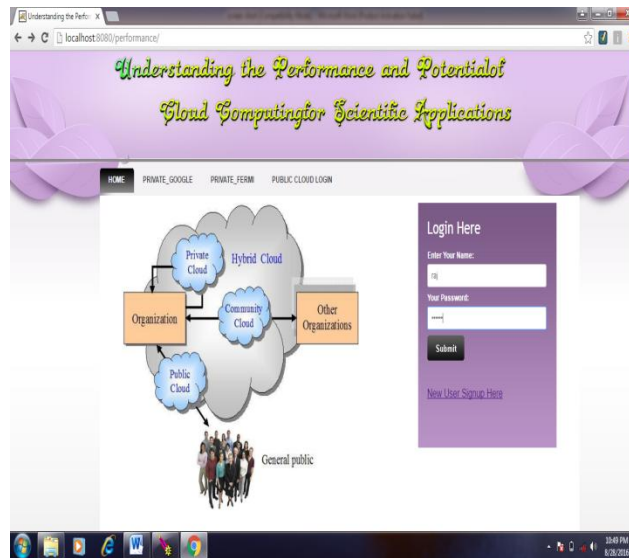 Understanding the Perfor
localhost:8080/performance/
Understanding the Performance and Potentialof
Cloud Computingfor Scientific Applications
HOME PRIVATE_GOOGLE PRIVATE_FERMI PUBLIC CLOUD LOGIN
Private
Cloud
Hybrid Cloud
Organization
Community
Cloud
Other
Organizations
Public
Cloud
General public
Login Here
Enter Your Name:
raj
Your Password:
•••••
Submit
New User Signup Here
10:49 PM
8/28/2016